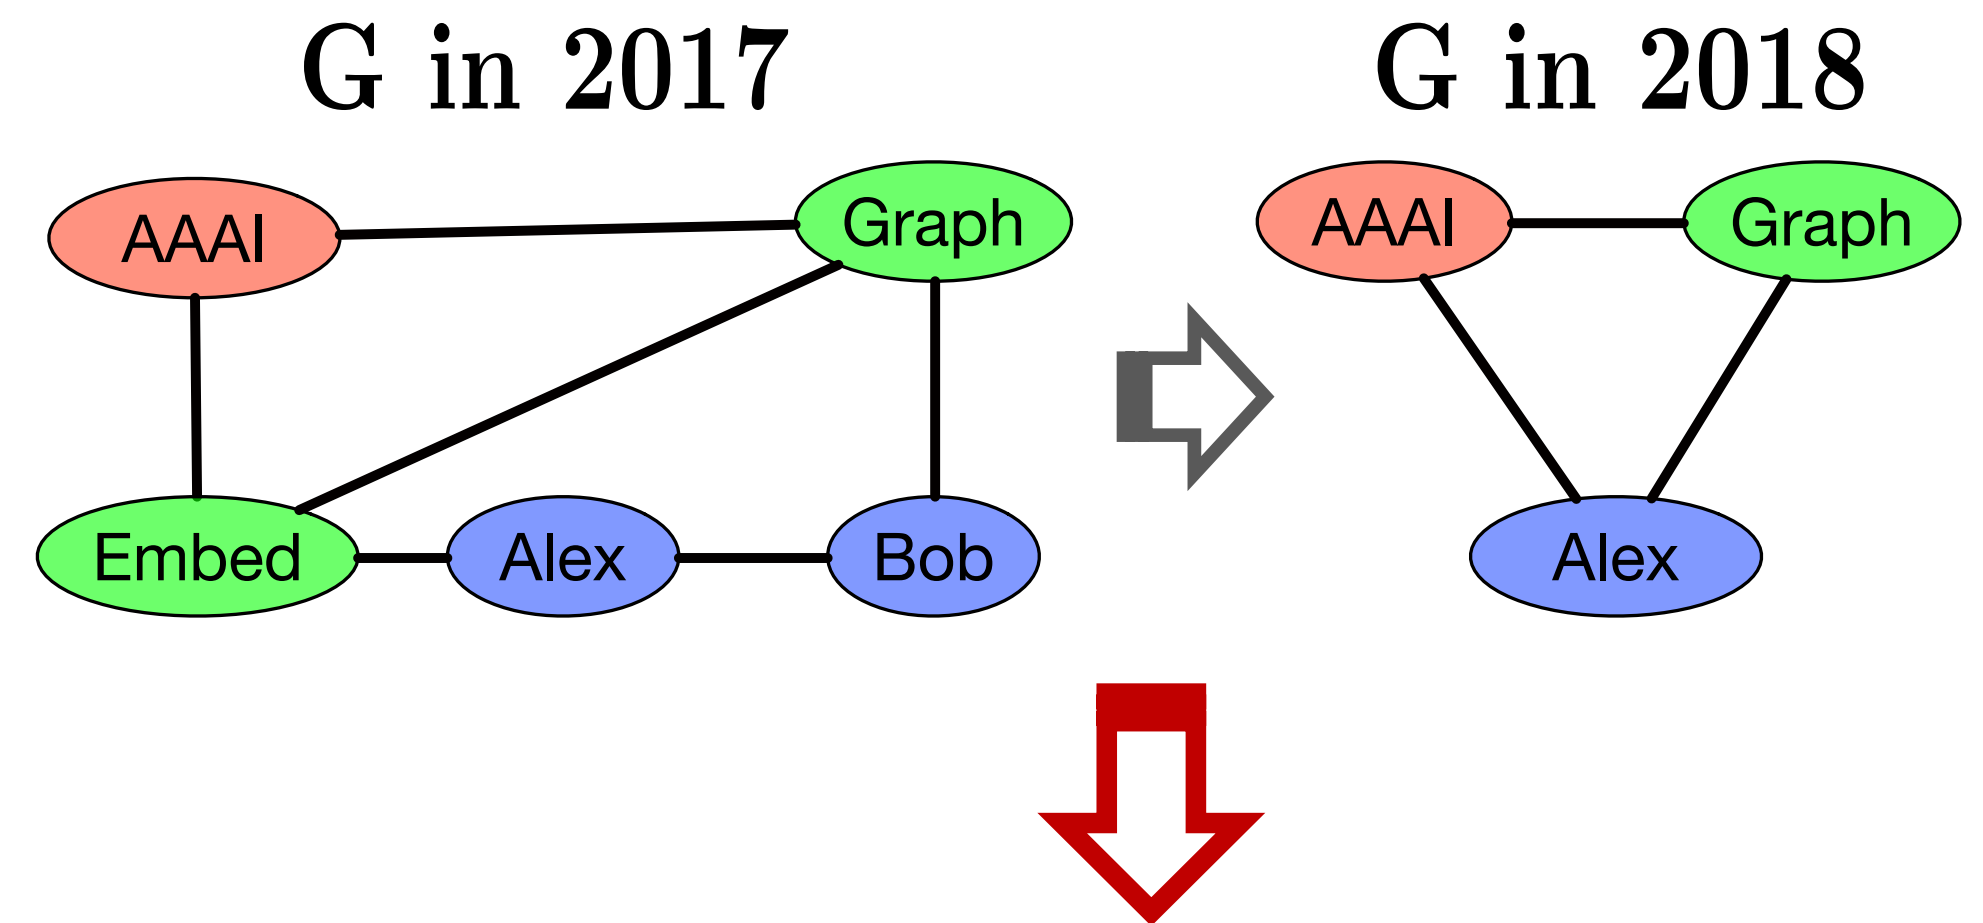 G in 2017
G in 2018
AAAI
Graph
AAAI
Graph
Embed
Alex
Bob
Alex